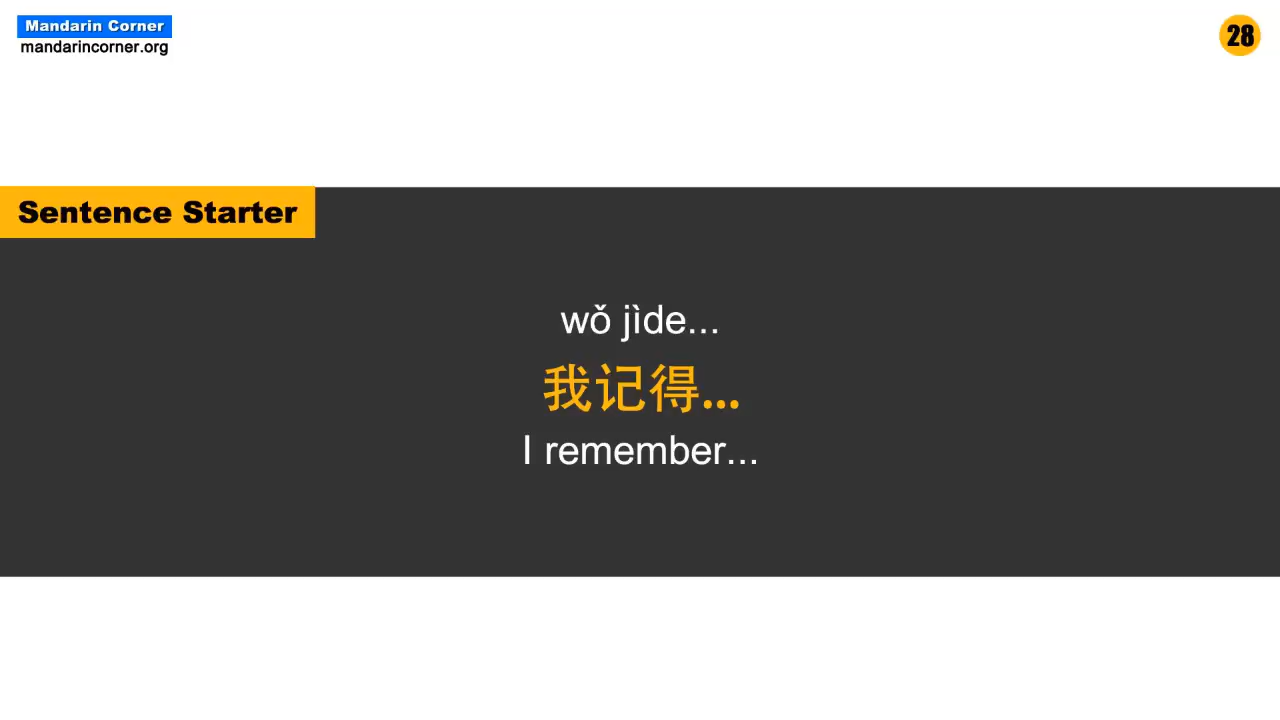 Mandarin Corner
mandarincorner.org
28
Sentence Starter
wǒ jìde...
我记得...
I remember...